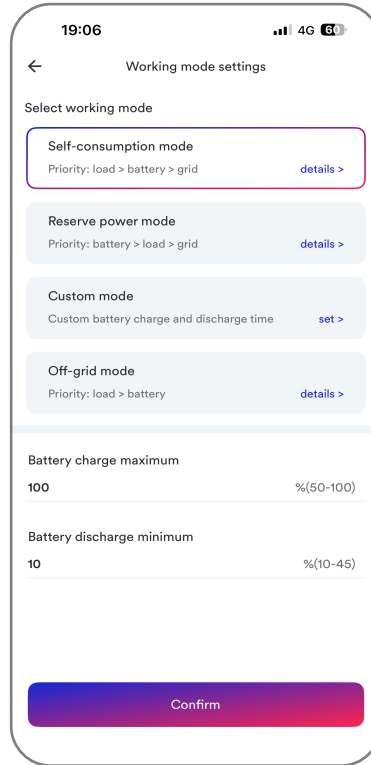 19:06
4G 60
Working mode settings
Select working mode
Self-consumption mode
Priority: load > battery > grid details >
Reserve power mode
Priority: battery > load > grid details >
Custom mode
Custom battery charge and discharge time set >
Off-grid mode
Priority: load > battery details >
Battery charge maximum
100 %(50-100)
Battery discharge minimum
10 %(10-45)
Confirm